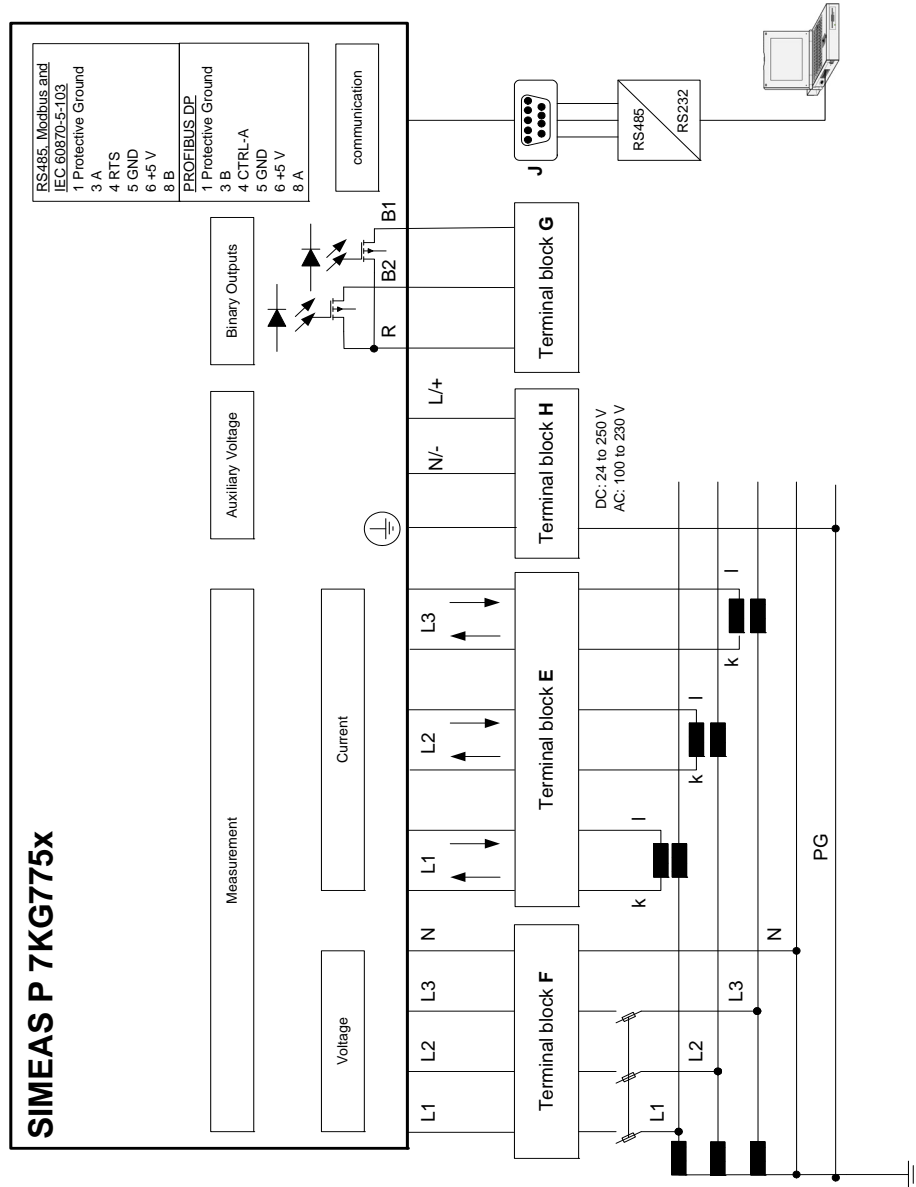 SIMEAS P 7KG775x
Measurement
Voltage
Current
Auxiliary Voltage
Binary Outputs
communication
RS485, Modbus and
IEC 60870-5-103
1 Protective Ground
3 A
4 RTS
5 GND
6 +5 V
8 B
PROFIBUS DP
1 Protective Ground
3 B
4 CTRL-A
5 GND
6 +5 V
8 A
L1
L2
L3
N
L1
L2
L3
N/-
L/+
R
B2
B1
Terminal block F
Terminal block E
Terminal block H
Terminal block G
J
RS485
RS232
DC: 24 to 250 V
AC: 100 to 230 V
k
l
k
l
k
l
L1
L2
L3
N
PG